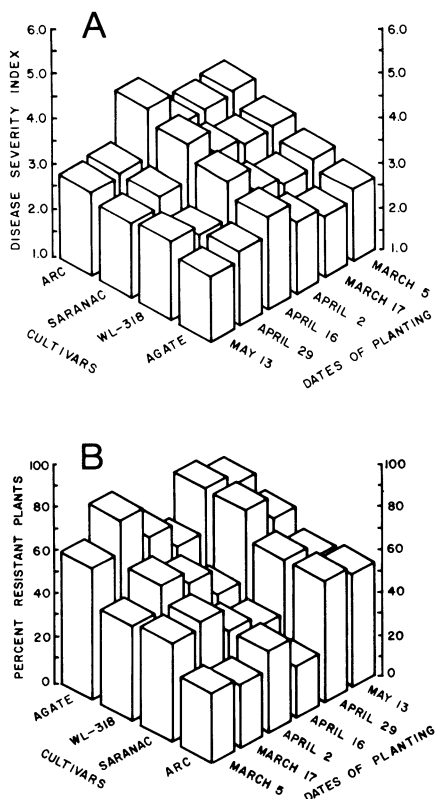 A
DISEASE SEVERITY INDEX
6.0
5.0
4.0
3.0
2.0
1.0
6.0
5.0
4.0
3.0
2.0
1.0
ARC
SARANAC
WL-318
AGATE
CULTIVARS
MAY 13
APRIL 29
APRIL 16
APRIL 2
MARCH 17
MARCH 5
DATES OF PLANTING
B
PERCENT RESISTANT PLANTS
100
80
60
40
20
0
100
80
60
40
20
0
AGATE
WL-318
SARANAC
ARC
CULTIVARS
MARCH 5
MARCH 17
APRIL 2
APRIL 16
APRIL 29
MAY 13
DATES OF PLANTING